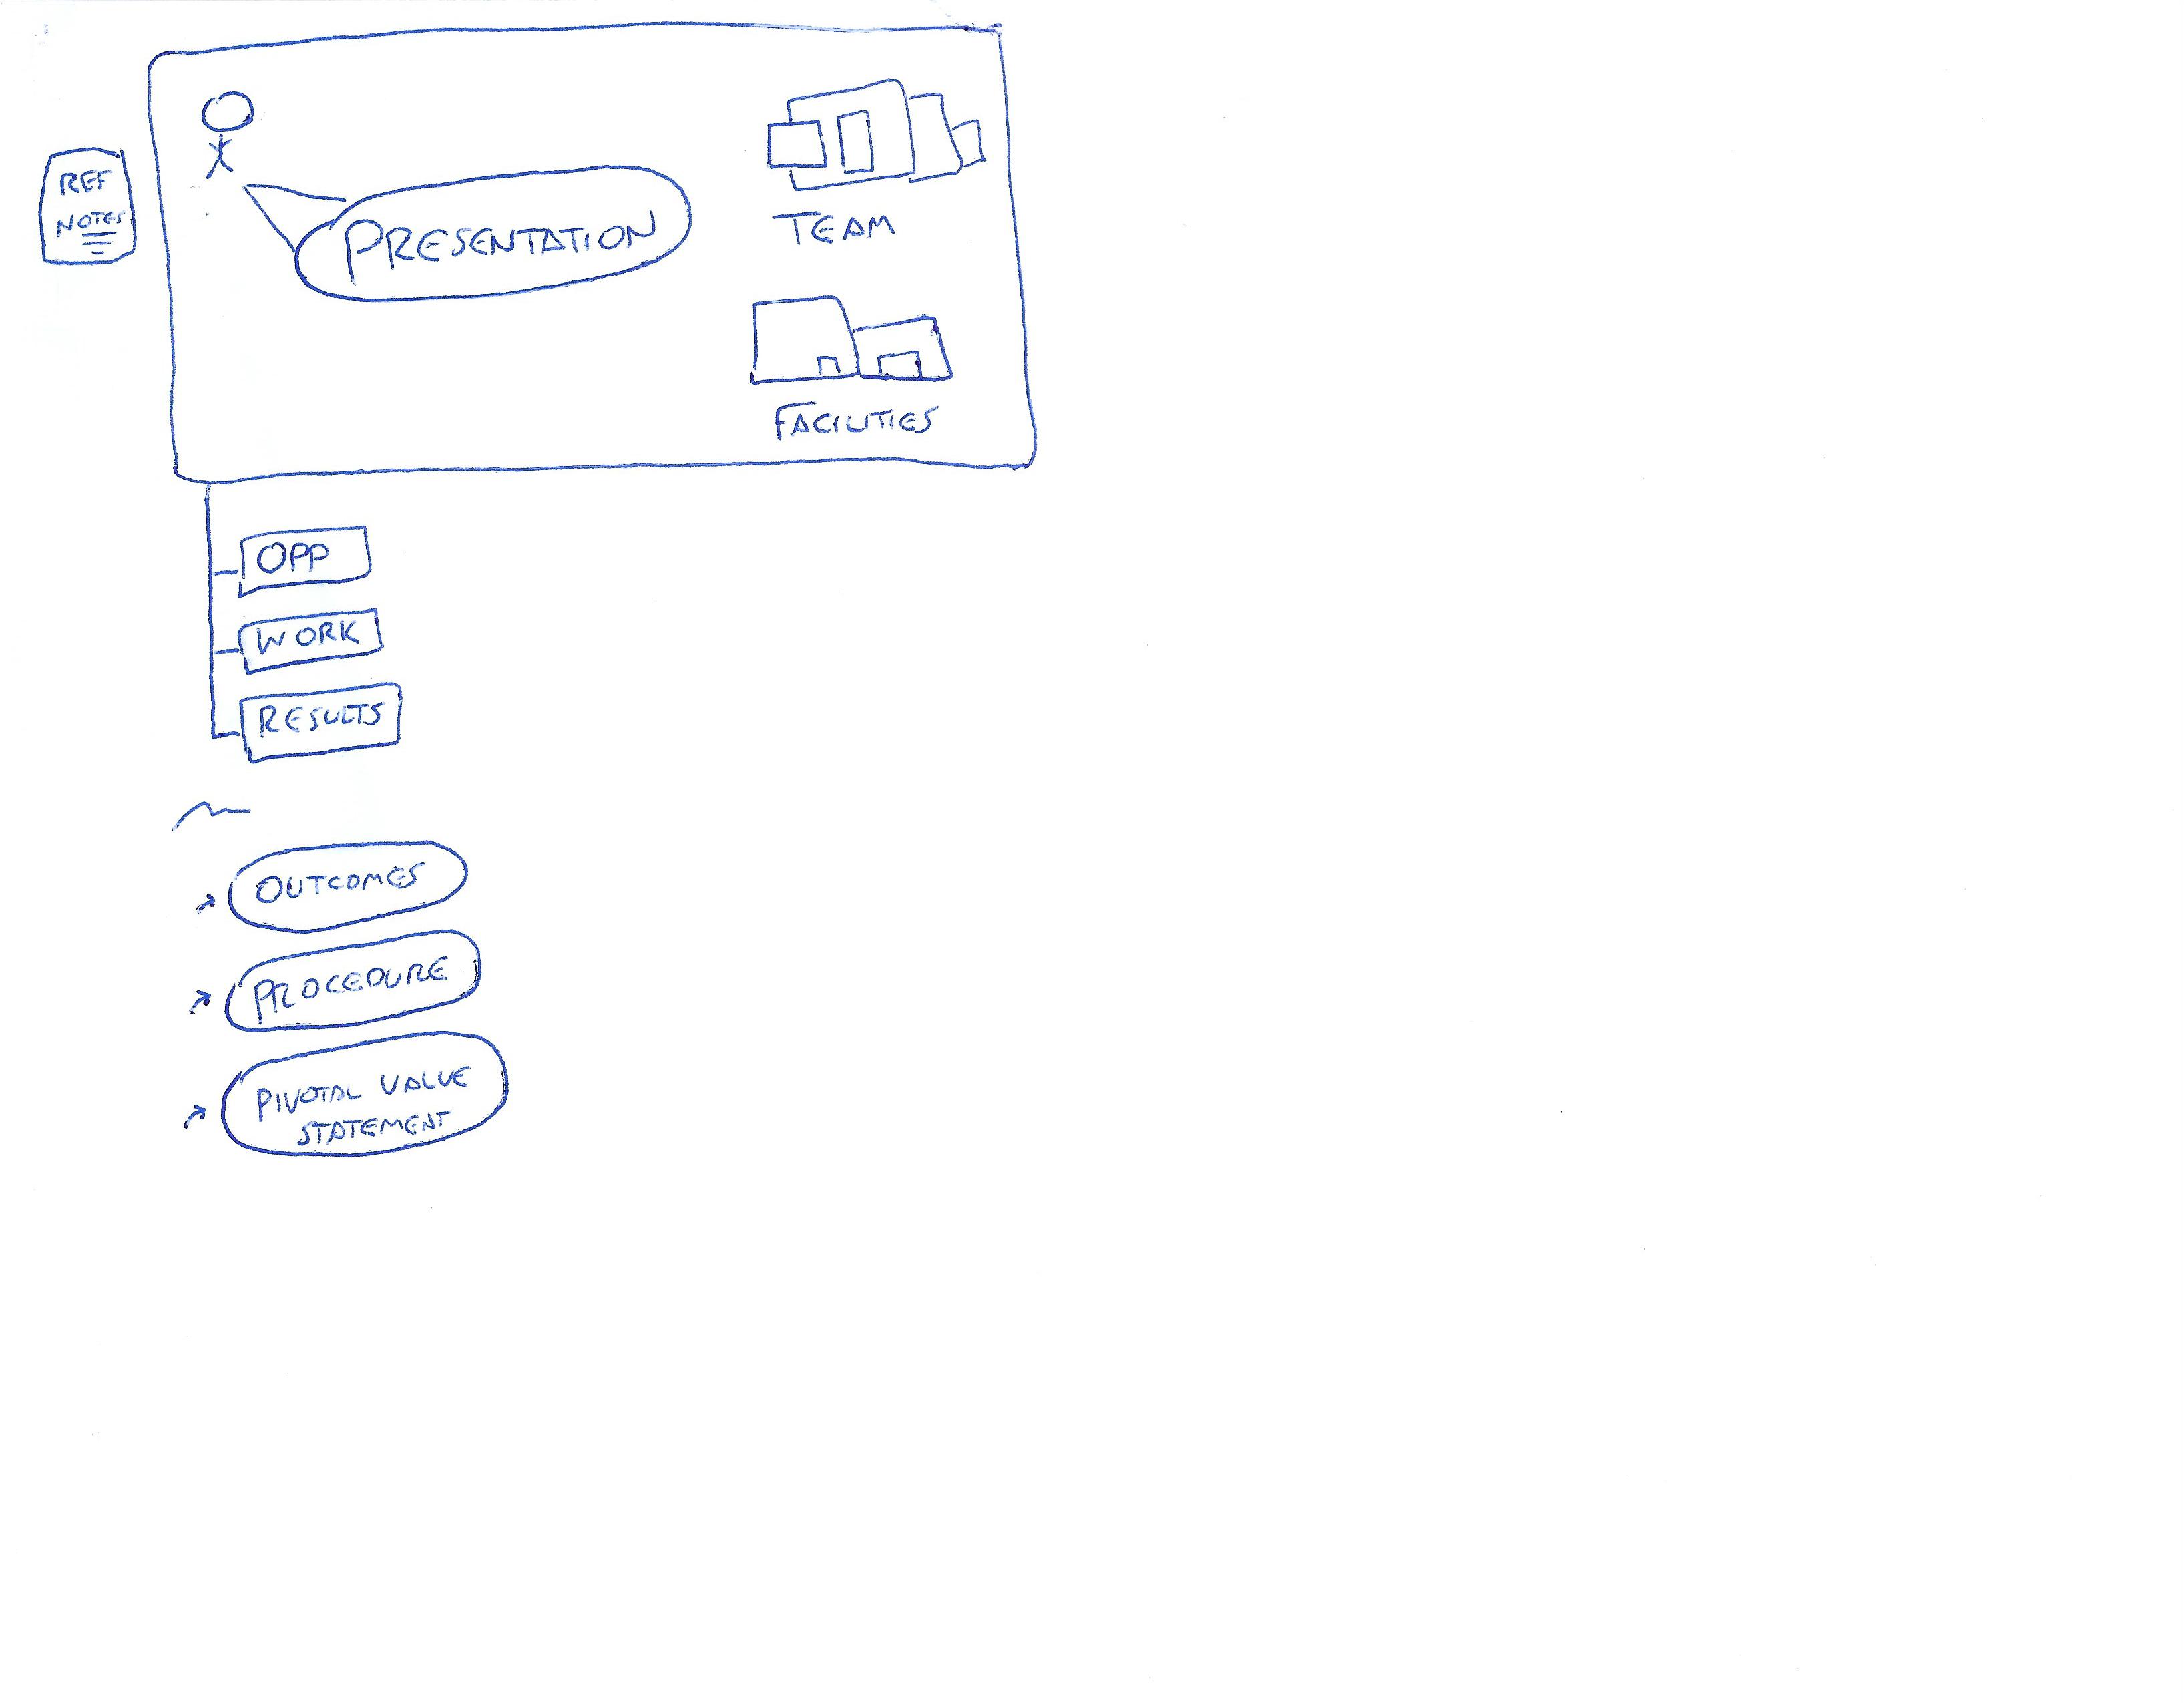 REF
NOTES
PRESENTATION
TEAM
FACILITIES
OPP
WORK
RESULTS
OUTCOMES
PROCEDURE
PIVOTAL VALUE
STATEMENT